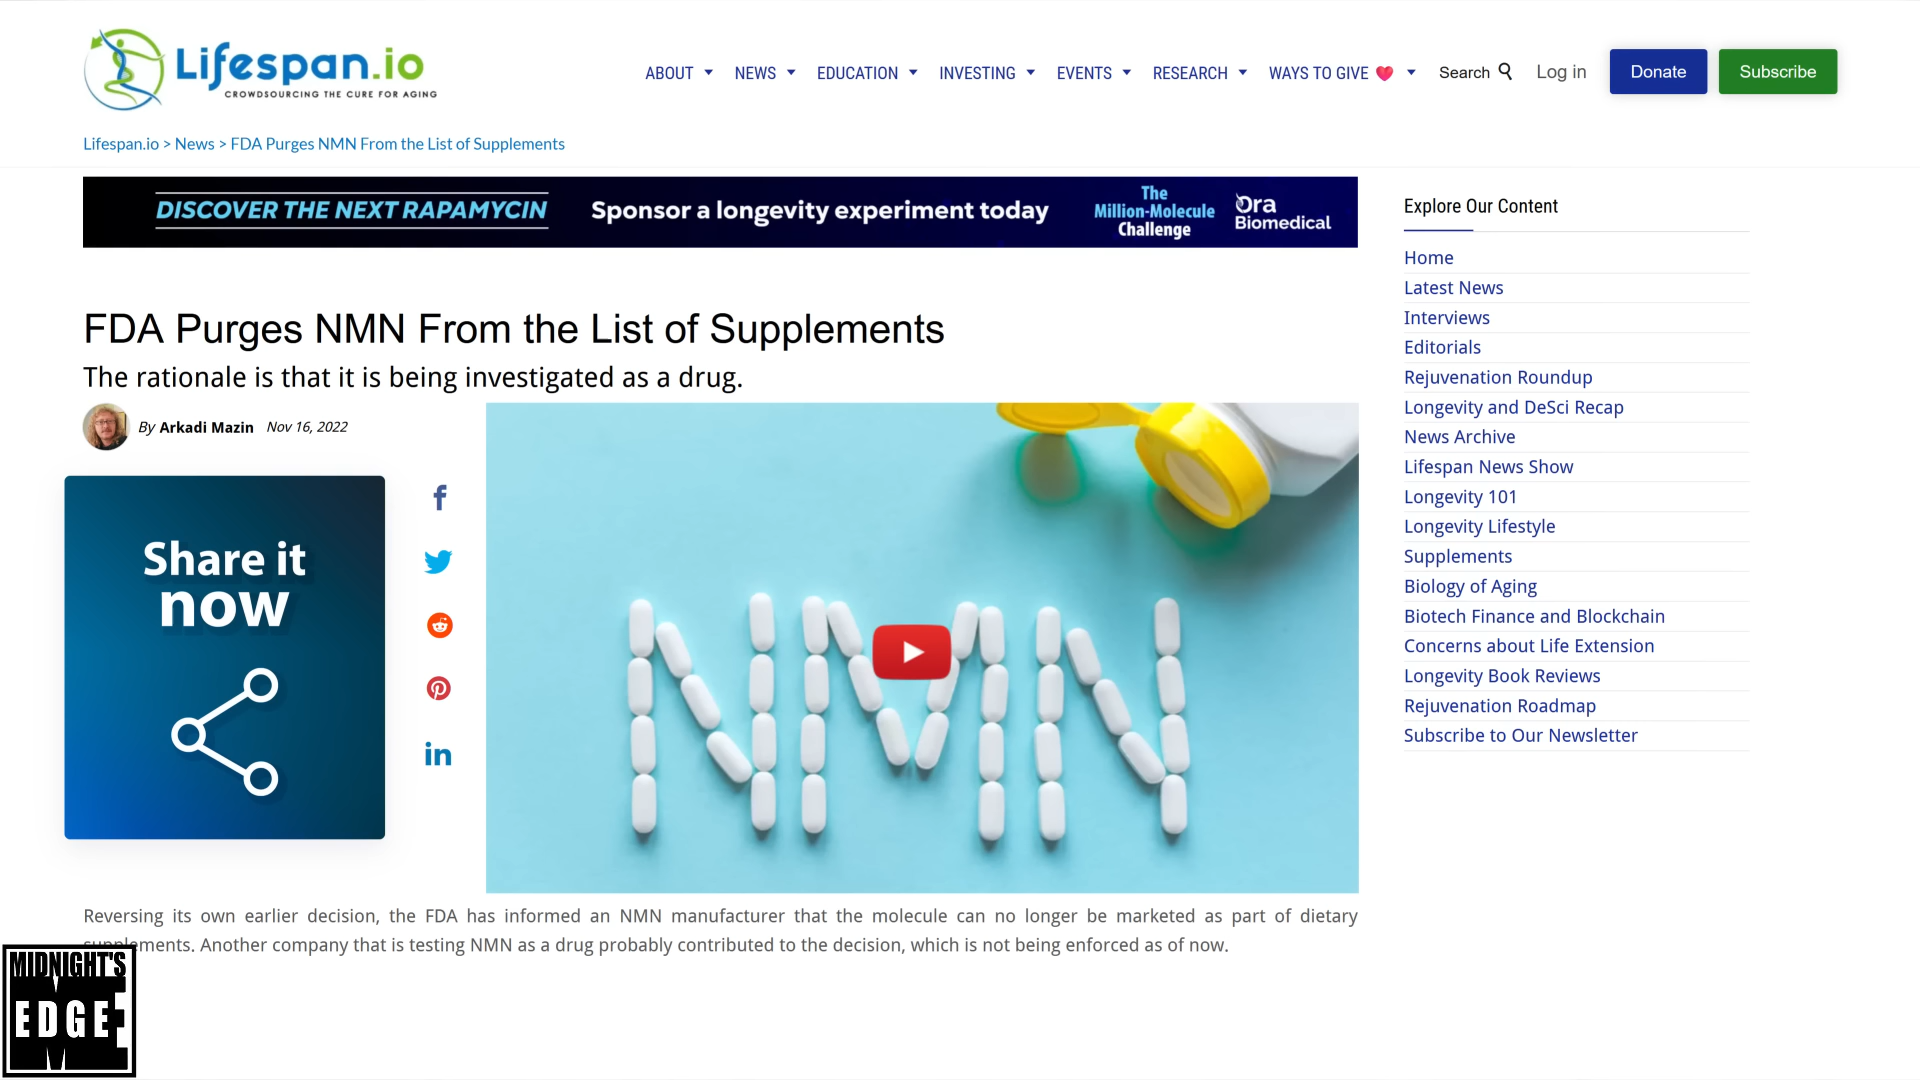 Lifespan.io
CROWDSOURCING THE CURE FOR AGING
ABOUT NEWS EDUCATION INVESTING EVENTS RESEARCH WAYS TO GIVE Search Log in Donate Subscribe
Lifespan.io > News > FDA Purges NMN From the List of Supplements
DISCOVER THE NEXT RAPAMYCIN Sponsor a longevity experiment today
The
Million-Molecule
Challenge
Ora
Biomedical
FDA Purges NMN From the List of Supplements
The rationale is that it is being investigated as a drug.
By Arkadi Mazin Nov 16, 2022
Share it
now
NMN
Reversing its own earlier decision, the FDA has informed an NMN manufacturer that the molecule can no longer be marketed as part of dietary
supplements. Another company that is testing NMN as a drug probably contributed to the decision, which is not being enforced as of now.
Explore Our Content
Home
Latest News
Interviews
Editorials
Rejuvenation Roundup
Longevity and DeSci Recap
News Archive
Lifespan News Show
Longevity 101
Longevity Lifestyle
Supplements
Biology of Aging
Biotech Finance and Blockchain
Concerns about Life Extension
Longevity Book Reviews
Rejuvenation Roadmap
Subscribe to Our Newsletter
MIDNIGHT'S
EDGE